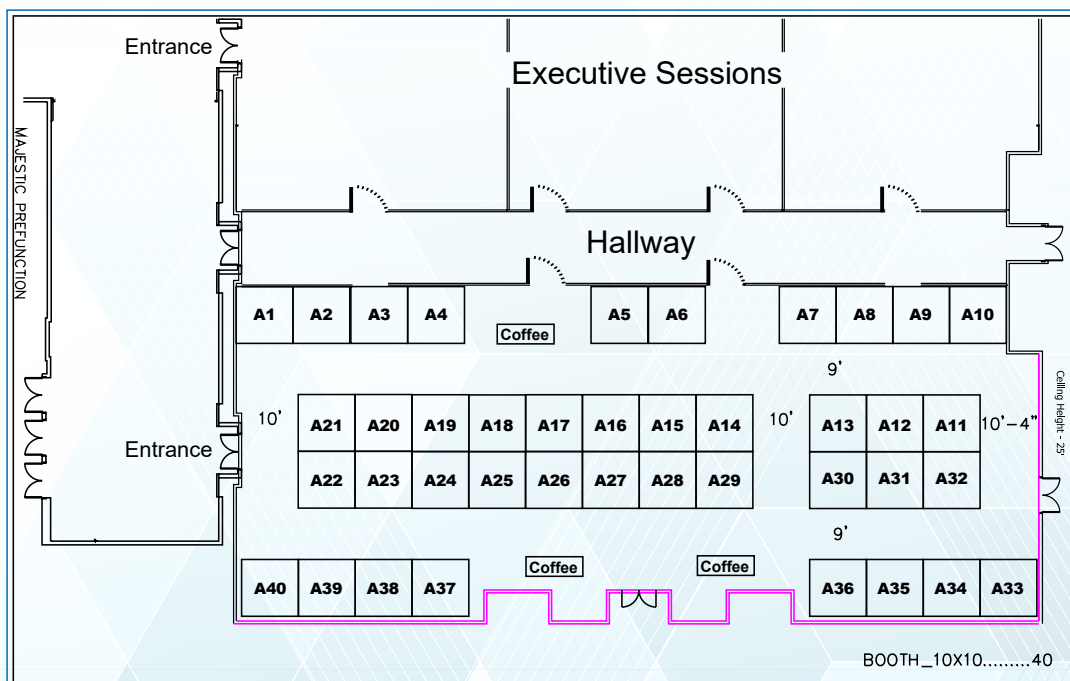 Entrance
Executive Sessions
MAJESTIC PREFUNCTION
Hallway
A1 A2 A3 A4 A5 A6 A7 A8 A9 A10
Coffee
9'
Ceiling Height - 25'
10' A21 A20 A19 A18 A17 A16 A15 A14 10' A13 A12 A11 10'-4"
Entrance
A22 A23 A24 A25 A26 A27 A28 A29 A30 A31 A32
9'
Coffee Coffee
A40 A39 A38 A37 A36 A35 A34 A33
BOOTH_10X10.........40